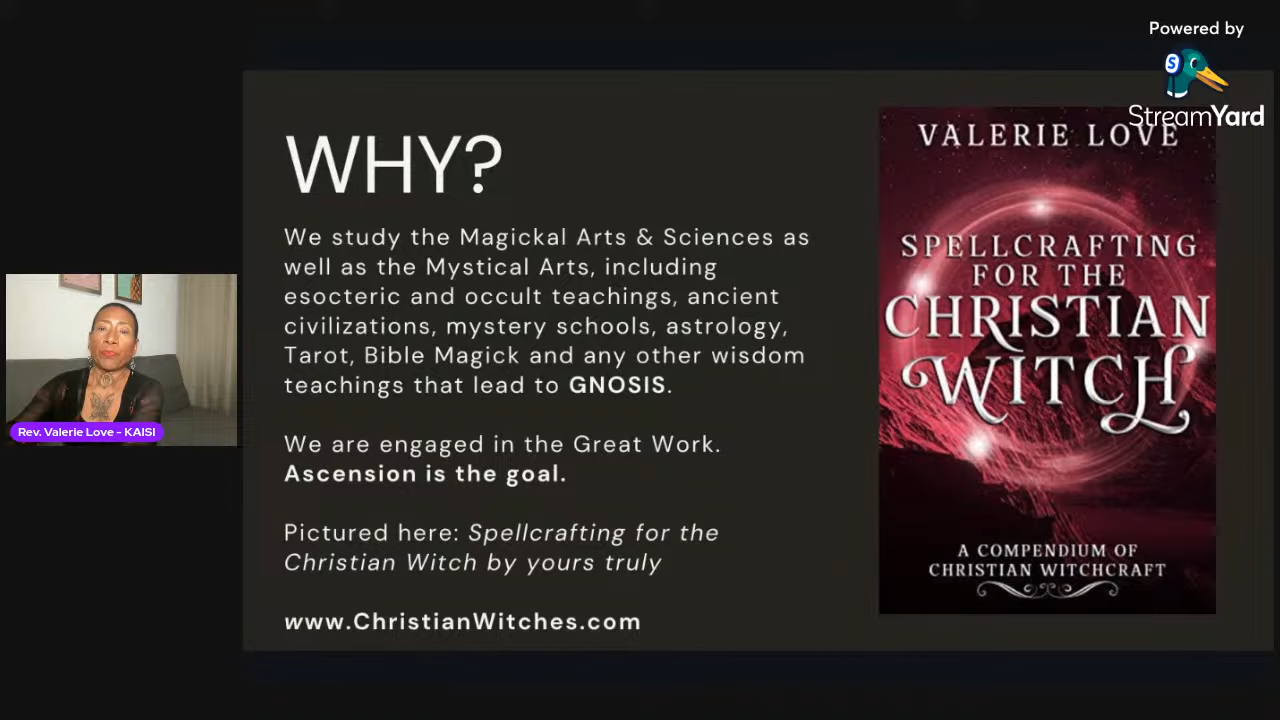 Powered by
StreamYard
WHY?
We study the Magickal Arts & Sciences as
well as the Mystical Arts, including
esoteric and occult teachings, ancient
civilizations, mystery schools, astrology,
Tarot, Bible Magick and any other wisdom
teachings that lead to GNOSIS.
We are engaged in the Great Work.
Ascension is the goal.
Pictured here: Spellcrafting for the
Christian Witch by yours truly
www.ChristianWitches.com
VALERIE LOVE
SPELLCRAFTING
FOR THE
CHRISTIAN
WITCH
A COMPENDIUM OF
CHRISTIAN WITCHCRAFT
Rev. Valerie Love - KAISI